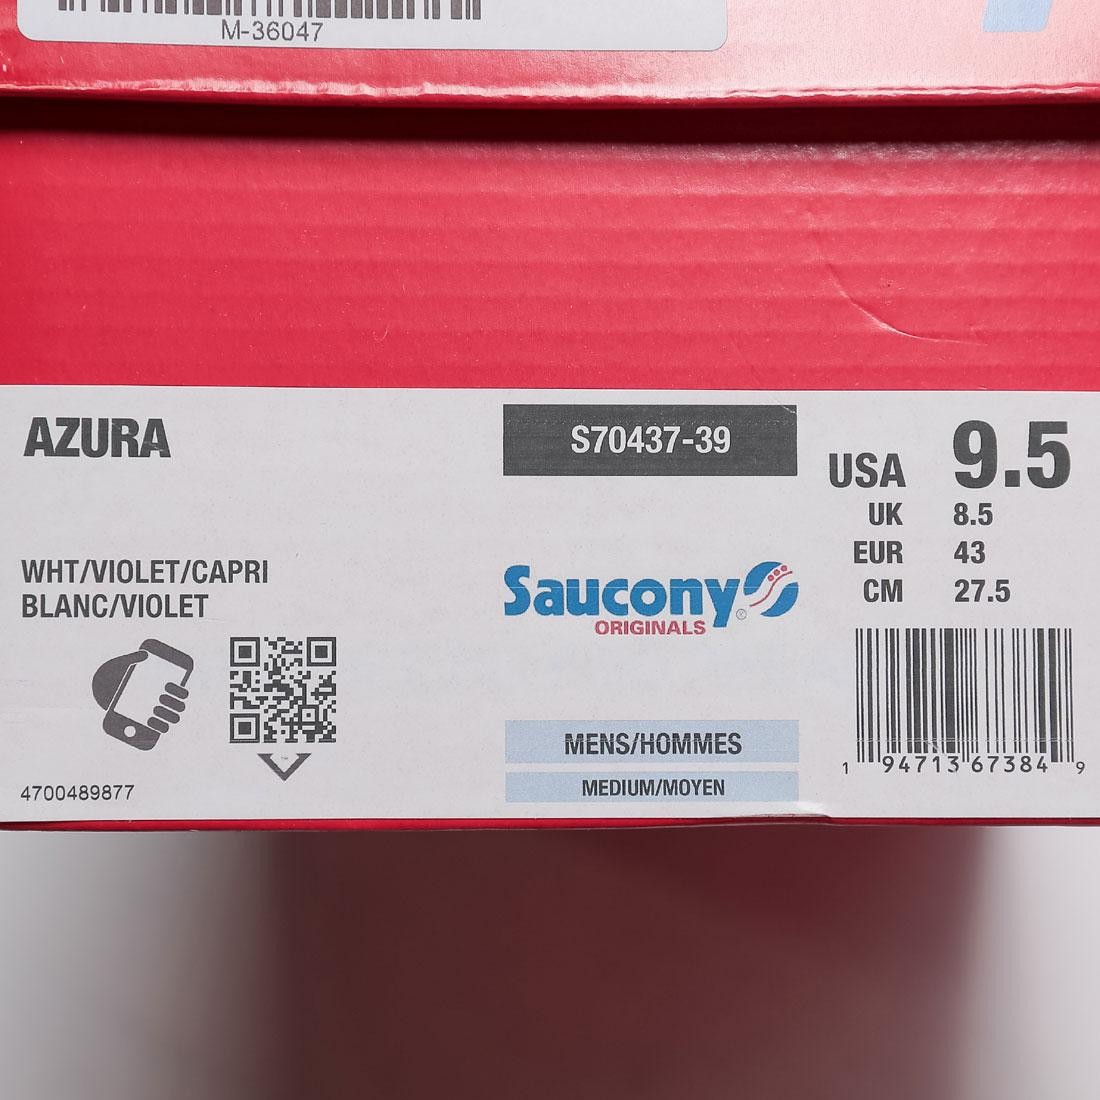 M-36047
AZURA
S70437-39
USA 9.5
UK 8.5
EUR 43
CM 27.5
WHT/VIOLET/CAPRI
BLANC/VIOLET
Saucony®
ORIGINALS
MENS/HOMMES
MEDIUM/MOYEN
4700489877
1 94713 67384 9